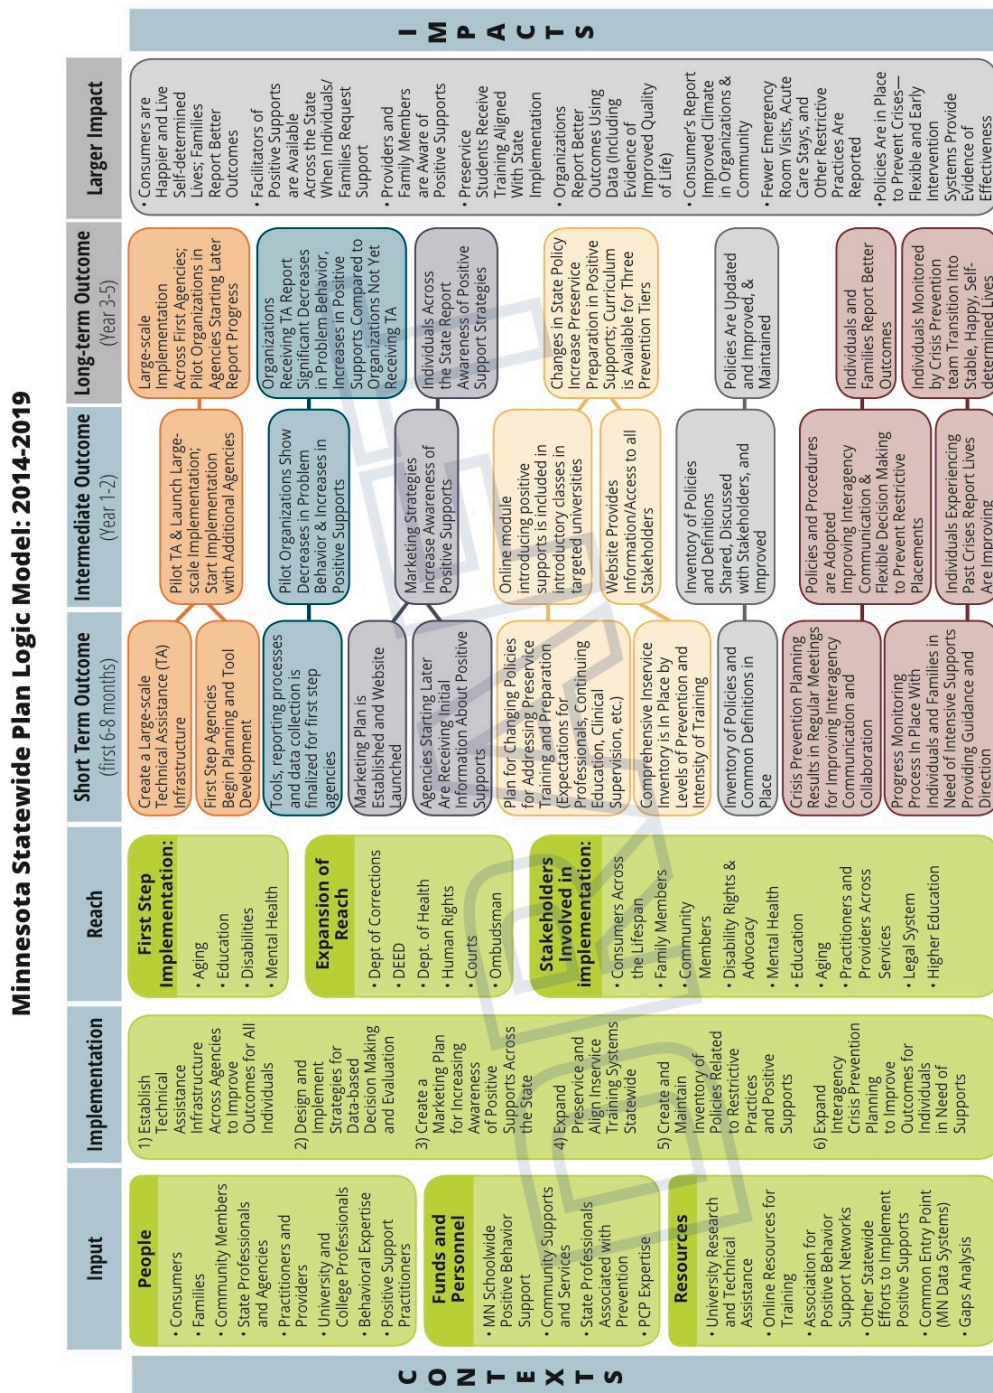 Minnesota Statewide Plan Logic Model: 2014-2019
CONTEXTS
Input
People
• Consumers
• Families
• Community Members
• State Professionals
and Agencies
• Practitioners and
Providers
• University and
College Professionals
• Behavioral Expertise
• Positive Support
Practitioners
Funds and
Personnel
• MN Schoolwide
Positive Behavior
Support
• Community Supports
and Services
• State Professionals
Associated With
Prevention
• PCP Expertise
Resources
• University Research
and Technical
Assistance
• Online Resources for
Training
• Association for
Positive Behavior
Support Networks
• Other Statewide
Efforts to Implement
Positive Supports
• Common Entry Point
(MN Data Systems)
• Gaps Analysis
Implementation
1) Establish
Technical
Assistance
Infrastructure
Across Agencies
to Improve
Outcomes for All
Individuals
2) Design and
Implement
Strategies for
Data-based
Decision Making
and Evaluation
3) Create a
Marketing Plan
for Increasing
Awareness
of Positive
Supports Across
the State
4) Expand
Preservice and
Align Inservice
Training Systems
Statewide
5) Create and
Maintain
Inventory of
Policies Related
to Restrictive
Practices
and Positive
Supports
6) Expand
Interagency
Crisis Prevention
Planning
to Improve
Outcomes for
Individuals
in Need of
Supports
Reach
First Step
Implementation:
• Aging
• Education
• Disabilities
• Mental Health
Expansion of
Reach
• Dept of Corrections
• DEED
• Dept. of Health
• Human Rights
• Courts
• Ombudsman
Stakeholders
Involved in
implementation:
• Consumers Across
the Lifespan
• Family Members
• Community
Members
• Disability Rights &
Advocacy
• Mental Health
• Education
• Aging
• Practitioners and
Providers Across
Services
• Legal System
• Higher Education
Short Term Outcome
(first 6-8 months)
Create a Large-scale
Technical Assistance (TA)
Infrastructure
First Step Agencies
Begin Planning and Tool
Development
Tools, reporting processes
and data collection is
finalized for first step
agencies
Marketing Plan is
Established and Website
Launched
Agencies Starting Later
Are Receiving Initial
Information About Positive
Supports
Plan for Changing Policies
for Addressing Preservice
Training and Preparation
(Expectations for
Professionals, Continuing
Education, Clinical
Supervision, etc.)
Comprehensive Inservice
Inventory is In Place by
Levels of Prevention and
Intensity of Training
Inventory of Policies and
Common Definitions in
Place
Crisis Prevention Planning
Results in Regular Meetings
for Improving Interagency
Communication and
Collaboration
Progress Monitoring
Process In Place With
Individuals and Families in
Need of Intensive Supports
Providing Guidance and
Direction
Intermediate Outcome
(Year 1-2)
Pilot TA & Launch Large-
scale Implementation;
Start Implementation
with Additional Agencies
Pilot Organizations Show
Decreases in Problem
Behavior & Increases in
Positive Supports
Marketing Strategies
Increase Awareness of
Positive Supports
Online module
introducing positive
supports is included in
introductory classes in
targeted universities
Website Provides
Information/Access to all
Stakeholders
Inventory of Policies
and Definitions
Shared, Discussed
with Stakeholders, and
Improved
Policies and Procedures
are Adopted
Improving Interagency
Communication &
Flexible Decision Making
to Prevent Restrictive
Placements
Individuals Experiencing
Past Crises Report Lives
Are Improving
Long-term Outcome
(Year 3-5)
Large-scale
Implementation
Across First Agencies;
Pilot Organizations in
Agencies Starting Later
Report Progress
Organizations
Receiving TA Report
Significant Decreases
in Problem Behavior,
Increases in Positive
Supports Compared to
Organizations Not Yet
Receiving TA
Individuals Across
the State Report
Awareness of Positive
Support Strategies
Changes in State Policy
Increase Preservice
Preparation in Positive
Supports; Curriculum
is Available for Three
Prevention Tiers
Policies Are Updated
and Improved, &
Maintained
Individuals and
Families Report Better
Outcomes
Individuals Monitored
by Crisis Prevention
team Transition Into
Stable, Happy, Self-
determined Lives
Larger Impact
• Consumers are
Happier and Live
Self-determined
Lives; Families
Report Better
Outcomes
• Facilitators of
Positive Supports
are Available
Across the State
When Individuals/
Families Request
Support
• Providers and
Family Members
are Aware of
Positive Supports
• Preservice
Students Receive
Training Aligned
With State
Implementation
• Organizations
Report Better
Outcomes Using
Data (Including
Evidence of
Improved Quality
of Life)
• Consumer's Report
Improved Climate
in Organizations &
Community
• Fewer Emergency
Room Visits, Acute
Care Stays, and
Other Restrictive
Practices Are
Reported
•Policies Are in Place
to Prevent Crises—
Flexible and Early
Intervention
Systems Provide
Evidence of
Effectiveness
IMPACTS
DRAFT